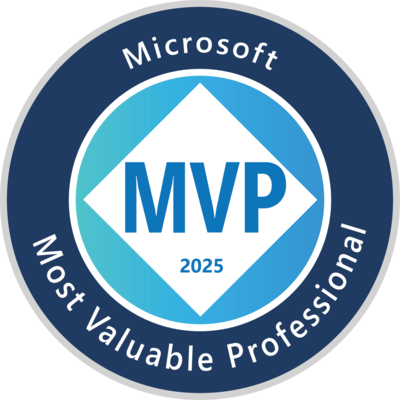 Microsoft
MVP
2025
Most Valuable Professional